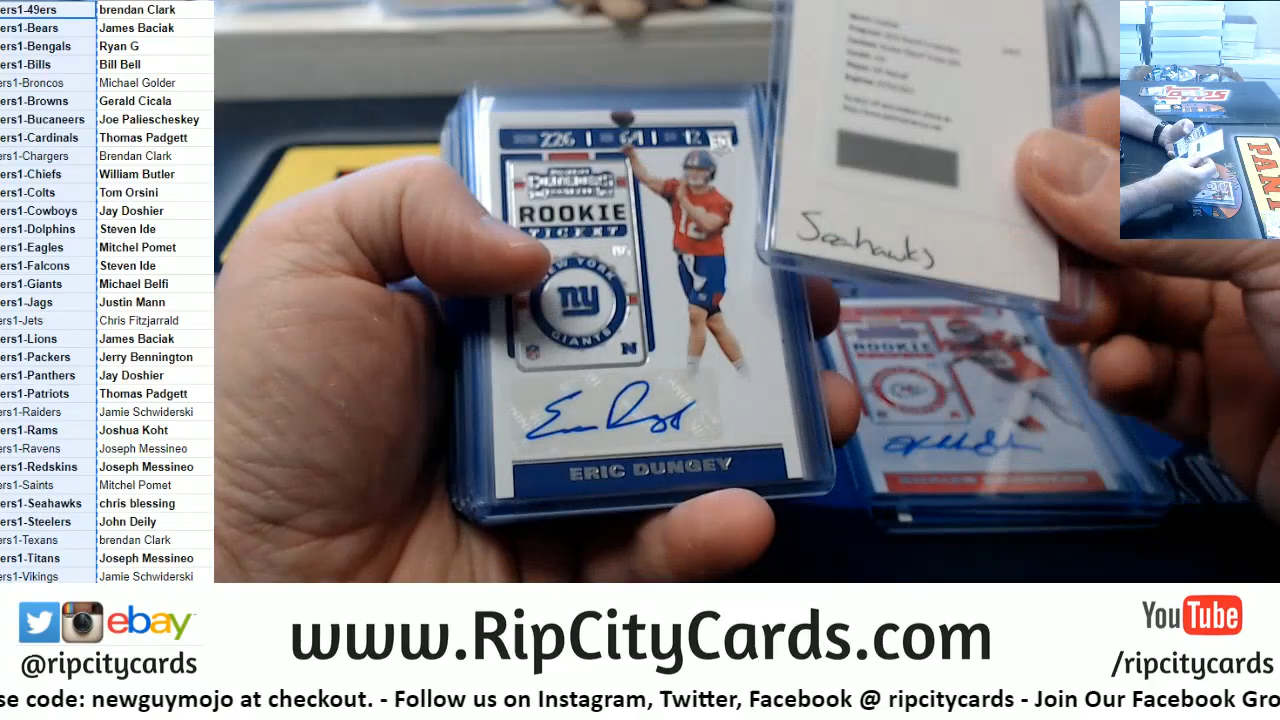 ers1-49ers brendan Clark
ers1-Bears James Baciak
ers1-Bengals Ryan G
ers1-Bills Bill Bell
ers1-Broncos Michael Golder
ers1-Browns Gerald Cicala
ers1-Bucaneers Joe Paliescheskey
ers1-Cardinals Thomas Padgett
ers1-Chargers Brendan Clark
ers1-Chiefs William Butler
ers1-Colts Tom Orsini
ers1-Cowboys Jay Doshier
ers1-Dolphins Steven Ide
ers1-Eagles Mitchel Pomet
ers1-Falcons Steven Ide
ers1-Giants Michael Belfi
ers1-Jags Justin Mann
ers1-Jets Chris Fitzjarrald
ers1-Lions James Baciak
ers1-Packers Jerry Bennington
ers1-Panthers Jay Doshier
ers1-Patriots Thomas Padgett
ers1-Raiders Jamie Schwiderski
ers1-Rams Joshua Koht
ers1-Ravens Joseph Messineo
ers1-Redskins Joseph Messineo
ers1-Saints Mitchel Pomet
ers1-Seahawks chris blessing
ers1-Steelers John Deily
ers1-Texans brendan Clark
ers1-Titans Joseph Messineo
ers1-Vikings Jamie Schwiderski
226
12
ROOKIE
TICKET
NEW YORK
ny
GIANTS
N
ERIC DUNGEY
Seahawks
ROOKIE
Topps
PANI
ebay
@ripcitycards
www.RipCityCards.com
YouTube
/ripcitycards
se code: newguymojo at checkout. - Follow us on Instagram, Twitter, Facebook @ ripcitycards - Join Our Facebook Gro